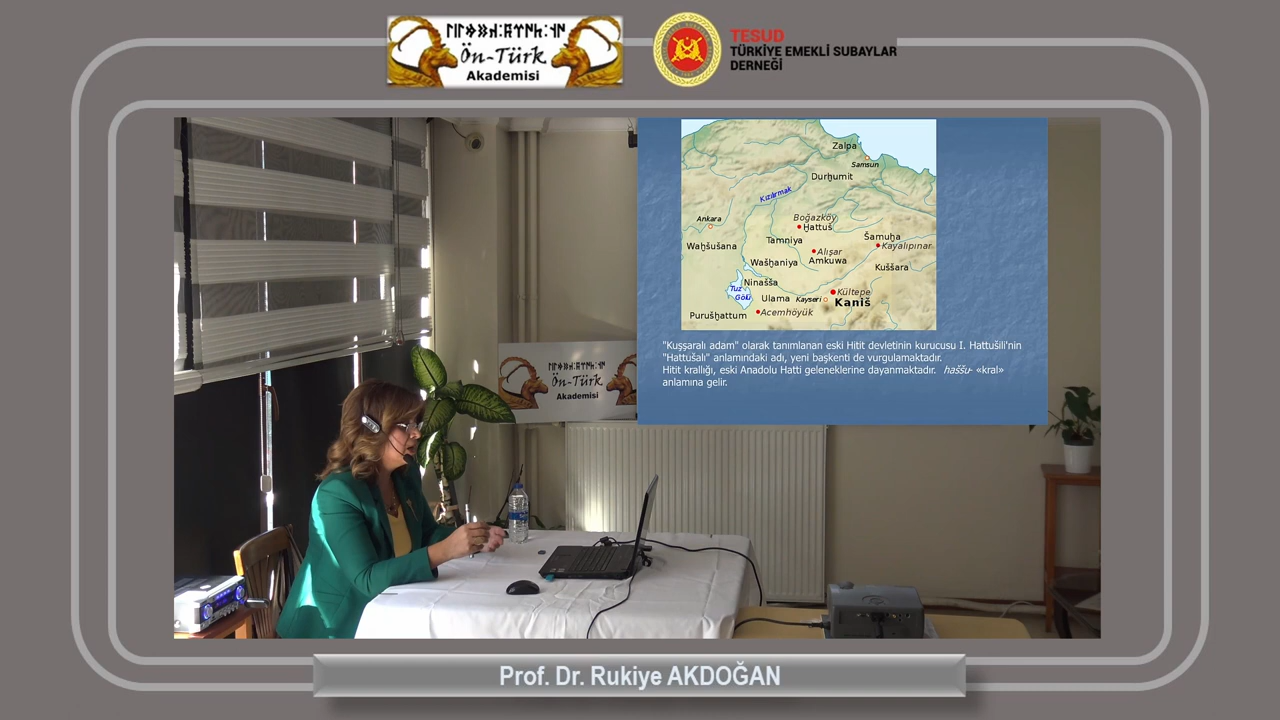 Ön-Türk
Akademisi
TESUD
TÜRKİYE EMEKLİ SUBAYLAR
DERNEĞİ
Zalpa
Samsun
Durḫumit
Kızılırmak
Ankara
Boğazköy
Ḫattuš
Waḫšušana
Tamniya
Šamuḫa
Kayalıpınar
Alışar
Amkuwa
Wašḫaniya
Kuššara
Ninašša
Tuz
Gölü
Ulama
Kayseri
Kültepe
Kaniš
Purušḫattum
Acemhöyük
"Kuşşaralı adam" olarak tanımlanan eski Hitit devletinin kurucusu I. Hattušili'nin
"Hattušalı" anlamındaki adı, yeni başkenti de vurgulamaktadır.
Hitit krallığı, eski Anadolu Hatti geleneklerine dayanmaktadır. haššu- «kral»
anlamına gelir.
Ön-Türk
Akademisi
Prof. Dr. Rukiye AKDOĞAN